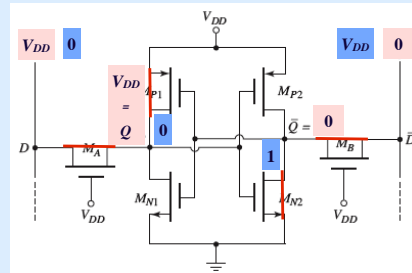 V_DD 0 V_DD V_DD 0
V_DD
=
Q
M_P1 M_P2
0 Q̄ = 0
D M_A M_B D̄
1
M_N1 M_N2
V_DD V_DD